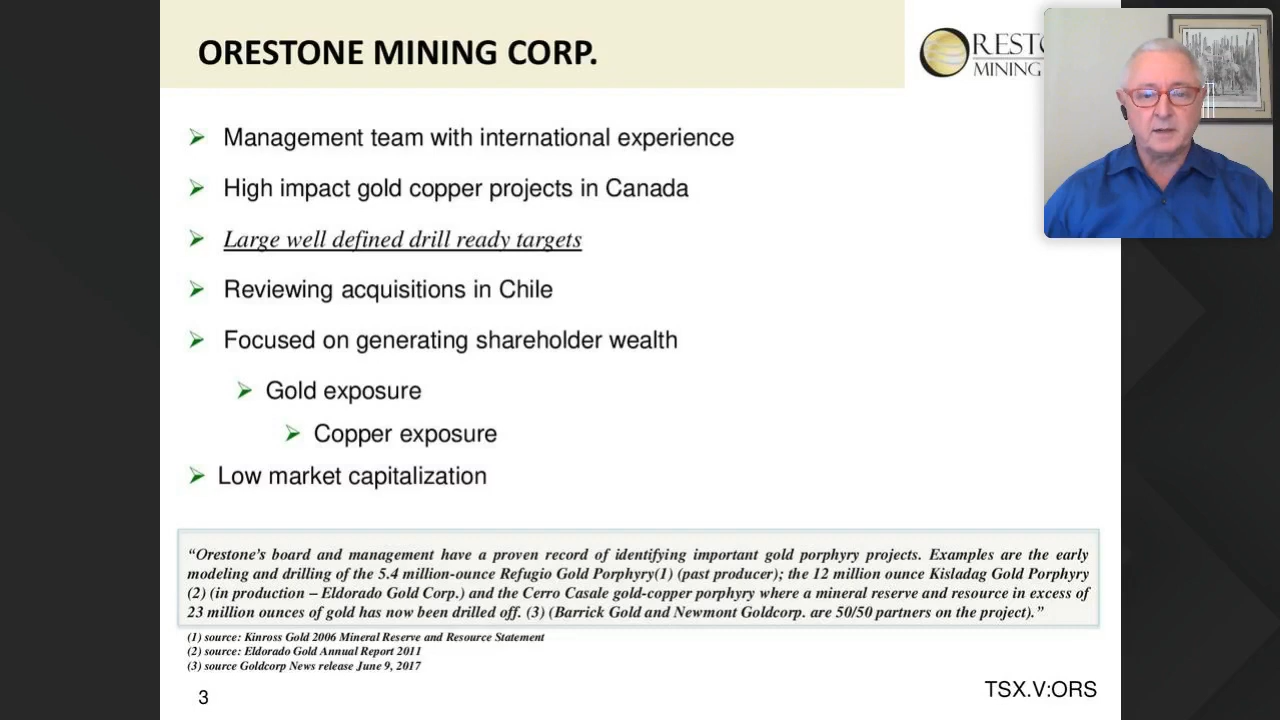 ORESTONE MINING CORP.
REST
MINING
Management team with international experience
High impact gold copper projects in Canada
Large well defined drill ready targets
Reviewing acquisitions in Chile
Focused on generating shareholder wealth
Gold exposure
Copper exposure
Low market capitalization
“Orestone’s board and management have a proven record of identifying important gold porphyry projects. Examples are the early
modeling and drilling of the 5.4 million-ounce Refugio Gold Porphyry(1) (past producer); the 12 million ounce Kisladag Gold Porphyry
(2) (in production – Eldorado Gold Corp.) and the Cerro Casale gold-copper porphyry where a mineral reserve and resource in excess of
23 million ounces of gold has now been drilled off. (3) (Barrick Gold and Newmont Goldcorp. are 50/50 partners on the project).”
(1) source: Kinross Gold 2006 Mineral Reserve and Resource Statement
(2) source: Eldorado Gold Annual Report 2011
(3) source Goldcorp News release June 9, 2017
3
TSX.V:ORS